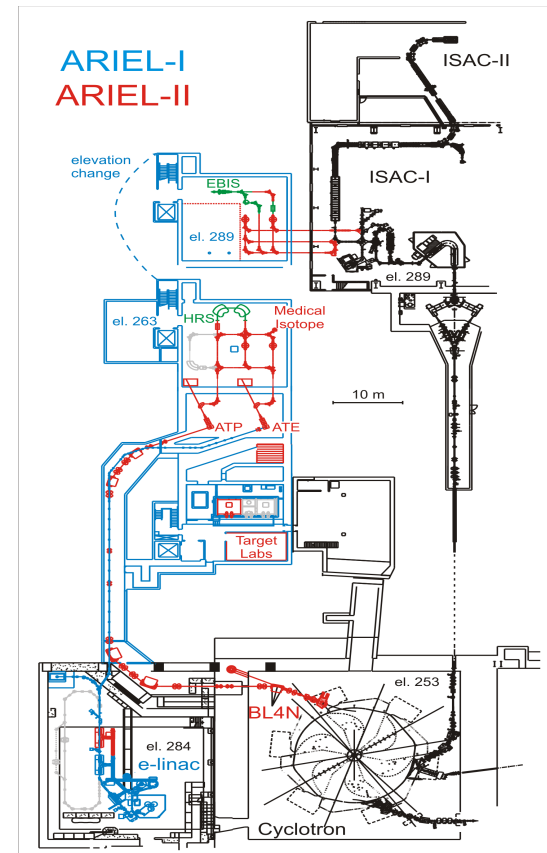 ARIEL-I
ARIEL-II
ISAC-II
elevation
change
ISAC-I
EBIS
el. 289
el. 289
el. 263
HRS
Medical
Isotope
10 m
ATP
ATE
Target
Labs
el. 253
BL4N
el. 284
e-linac
Cyclotron